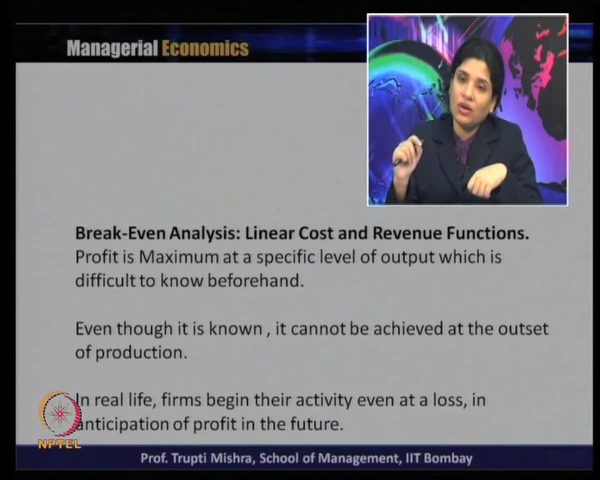 Managerial Economics
Break-Even Analysis: Linear Cost and Revenue Functions.
Profit is Maximum at a specific level of output which is
difficult to know beforehand.
Even though it is known , it cannot be achieved at the outset
of production.
In real life, firms begin their activity even at a loss, in
anticipation of profit in the future.
NPTEL
Prof. Trupti Mishra, School of Management, IIT Bombay